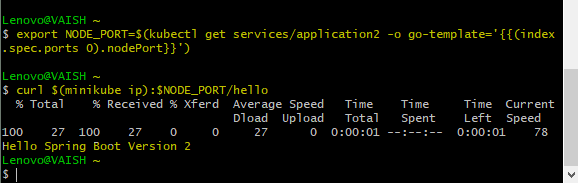 Lenovo@VAISH ~
$ export NODE_PORT=$(kubectl get services/application2 -o go-template='{{(index
.spec.ports 0).nodePort}}')
Lenovo@VAISH ~
$ curl $(minikube ip):$NODE_PORT/hello
% Total % Received % Xferd Average Speed Time Time Time Current
Dload Upload Total Spent Left Speed
100 27 100 27 0 0 27 0 0:00:01 --:--:-- 0:00:01 78
Hello Spring Boot Version 2
Lenovo@VAISH ~
$